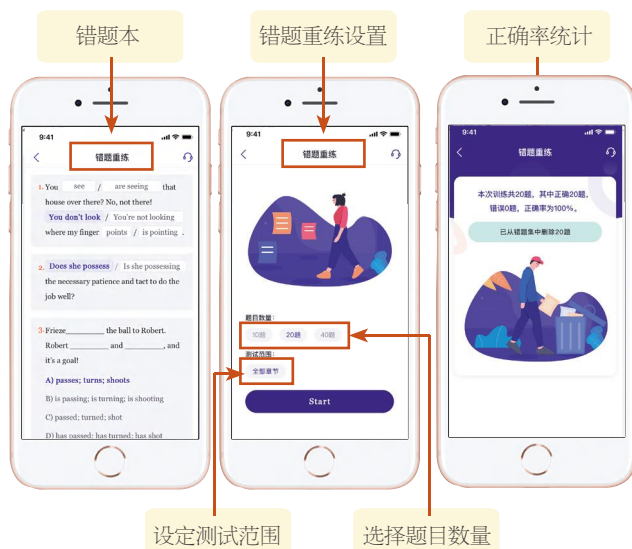 错题本
错题重练设置
正确率统计
9:41
错题重练
1. You see / are seeing that
house over there? No, not there!
You don't look / You're not looking
where my finger points / is pointing .
2. Does she possess / Is she possessing
the necessary patience and tact to do the
job well?
3. Frieze________ the ball to Robert.
Robert ________ and ________, and
it's a goal!
A) passes; turns; shoots
B) is passing; is turning; is shooting
C) passed; turned; shot
D) has passed; has turned; has shot
9:41
错题重练
题目数量:
10题 20题 40题
测试范围:
全部章节
Start
9:41
错题重练
本次训练共20题,其中正确20题,
错误0题,正确率为100%。
已从错题集中删除20题
设定测试范围
选择题目数量